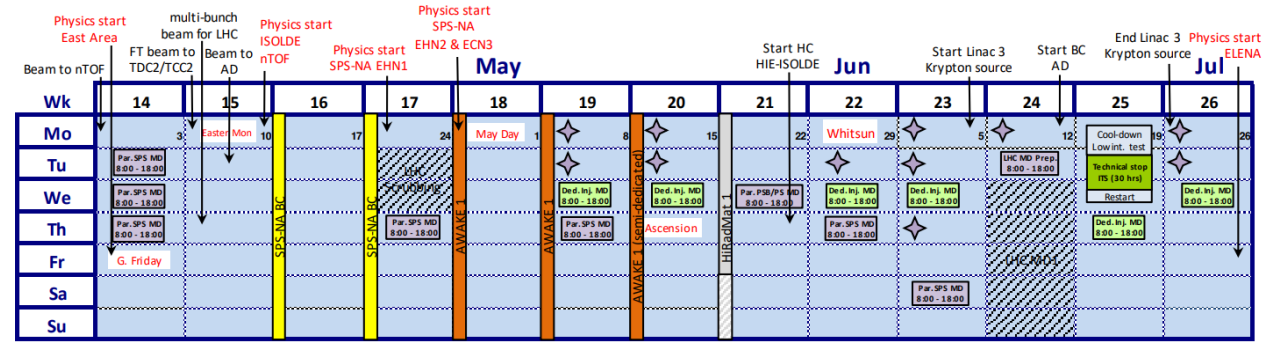 Physics start
East Area
multi-bunch
beam for LHC
Physics start
ISOLDE
nTOF
Physics start
SPS-NA EHN1
Physics start
SPS-NA
EHN2 & ECN3
Beam to nTOF
FT beam to
TDC2/TCC2
Beam to
AD
May
Start HC
HIE-ISOLDE
Jun
Start Linac 3
Krypton source
Start BC
AD
End Linac 3
Krypton source
Physics start
ELENA
Jul
Wk 14 15 16 17 18 19 20 21 22 23 24 25 26
Mo 3 Easter Mon 10 17 24 May Day 1 8 15 22 Whitsun 29 5 12 19 26
Cool-down
Low int. test
Tu
Par. SPS MD
8:00 - 18:00
LHC
Scrubbing
LHC MD Prep.
8:00 - 18:00
Technical stop
ITS (30 hrs)
We
Par. SPS MD
8:00 - 18:00
Ded. Inj. MD
8:00 - 18:00
Ded. Inj. MD
8:00 - 18:00
Par. PSB/PS MD
8:00 - 18:00
Ded. Inj. MD
8:00 - 18:00
Ded. Inj. MD
8:00 - 18:00
Restart
Ded. Inj. MD
8:00 - 18:00
Th
Par. SPS MD
8:00 - 18:00
Par. SPS MD
8:00 - 18:00
Par. SPS MD
8:00 - 18:00
Ascension
Par. SPS MD
8:00 - 18:00
Ded. Inj. MD
8:00 - 18:00
Fr
G. Friday
LHC MD1
Sa
Par. SPS MD
8:00 - 18:00
Su
SPS-NA BC
SPS-NA BC
AWAKE 1
AWAKE 1
AWAKE 1 (semi-dedicated)
HiRadMat 1